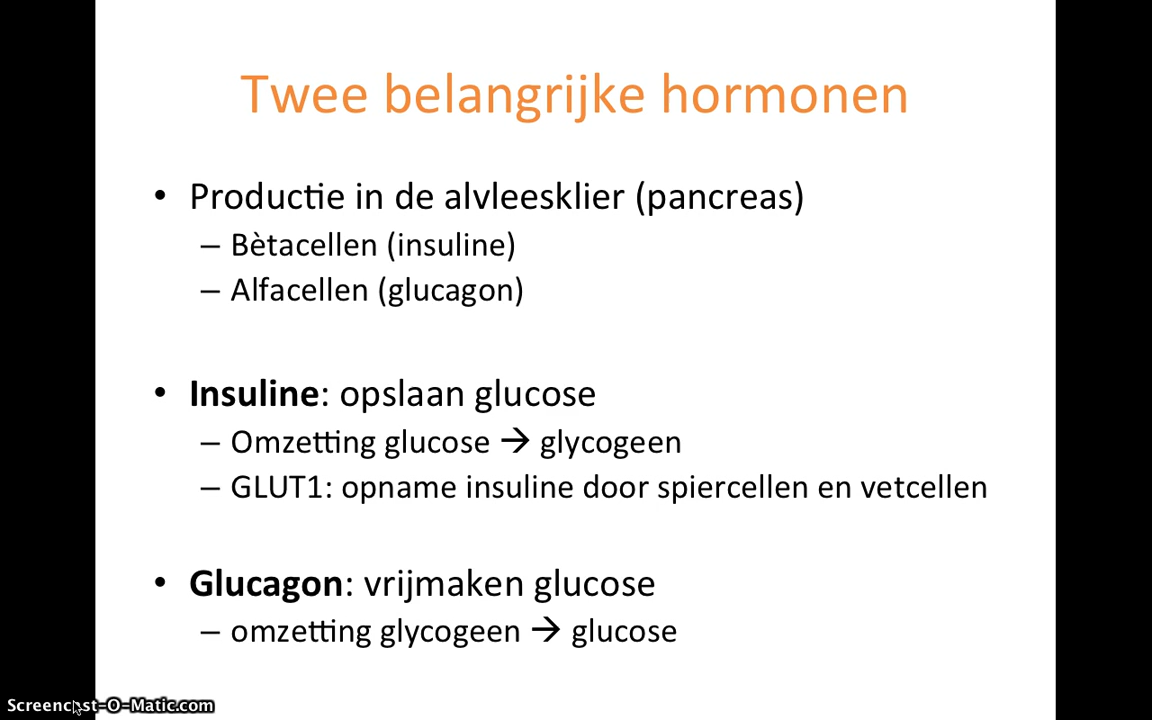 Twee belangrijke hormonen
• Productie in de alvleesklier (pancreas)
– Bètacellen (insuline)
– Alfacellen (glucagon)
• Insuline: opslaan glucose
– Omzetting glucose → glycogeen
– GLUT1: opname insuline door spiercellen en vetcellen
• Glucagon: vrijmaken glucose
– omzetting glycogeen → glucose
Screencast-O-Matic.com